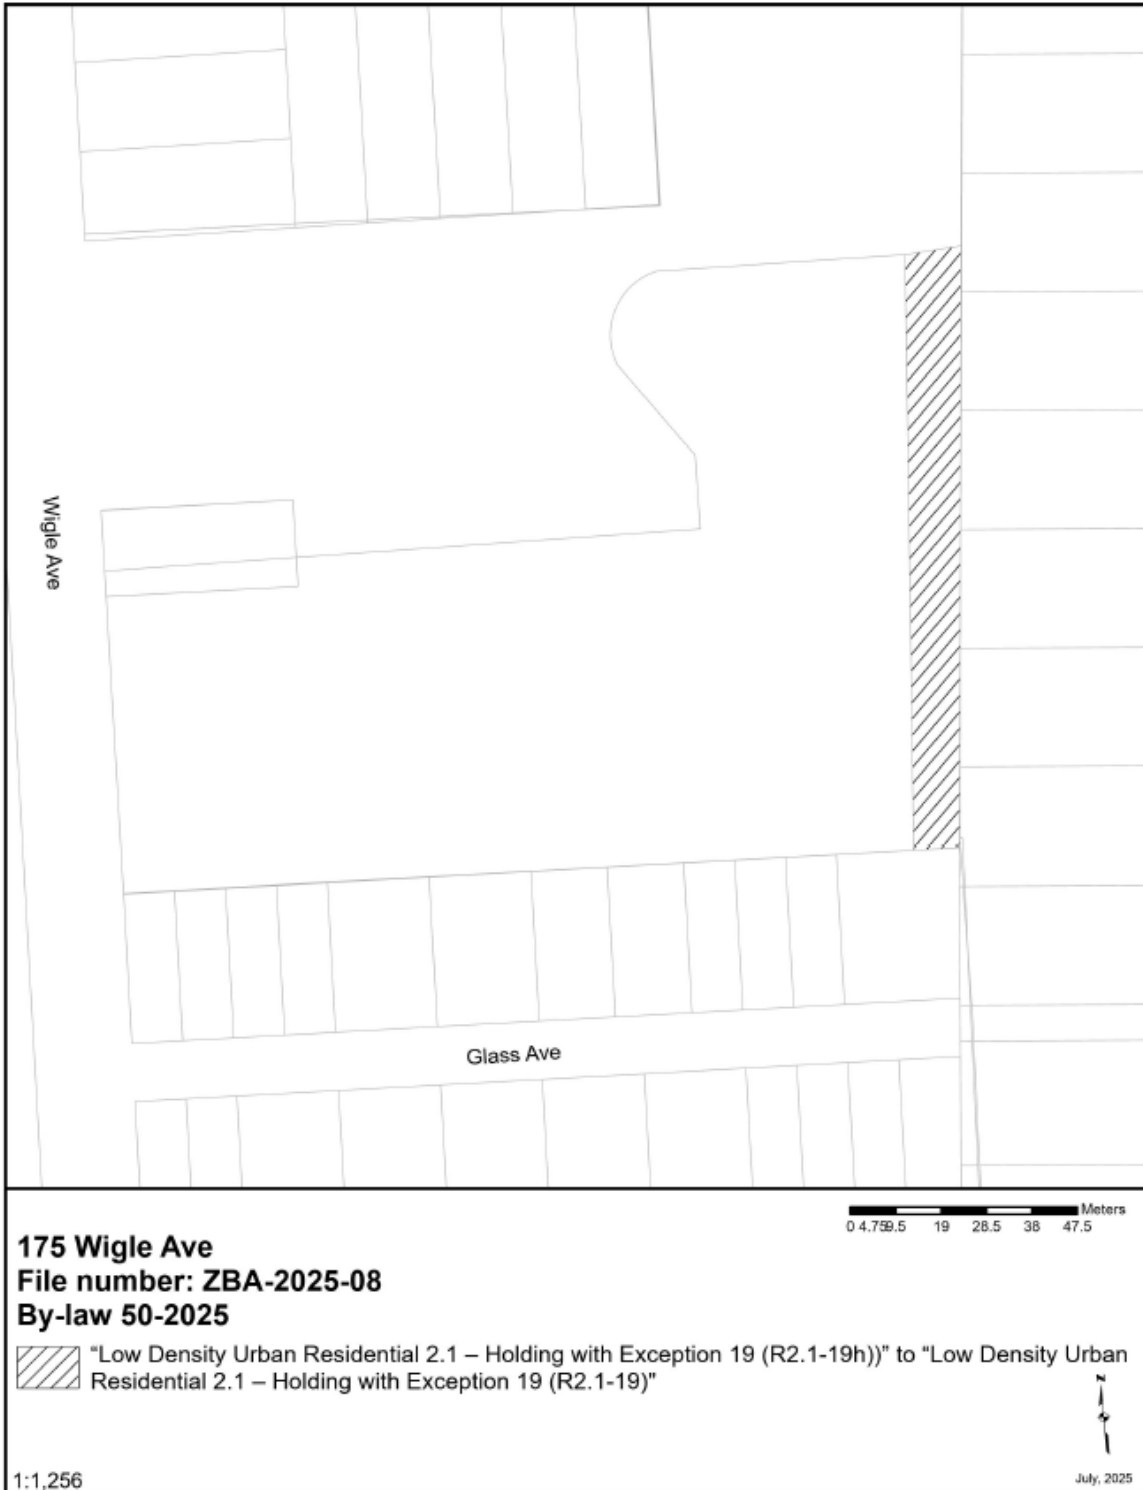 Wigle Ave
Glass Ave
Meters
0 4.759.5 19 28.5 38 47.5
175 Wigle Ave
File number: ZBA-2025-08
By-law 50-2025
“Low Density Urban Residential 2.1 – Holding with Exception 19 (R2.1-19h))” to “Low Density Urban
Residential 2.1 – Holding with Exception 19 (R2.1-19)”
N
1:1,256
July, 2025